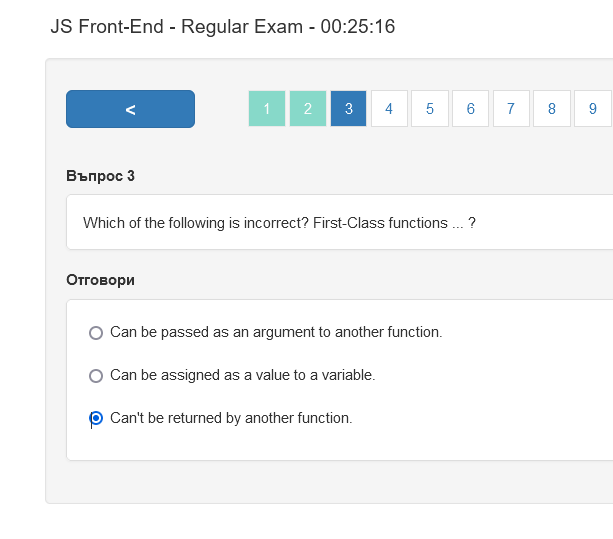 JS Front-End - Regular Exam - 00:25:16
< 1 2 3 4 5 6 7 8 9
Въпрос 3
Which of the following is incorrect? First-Class functions ... ?
Отговори
Can be passed as an argument to another function.
Can be assigned as a value to a variable.
Can't be returned by another function.